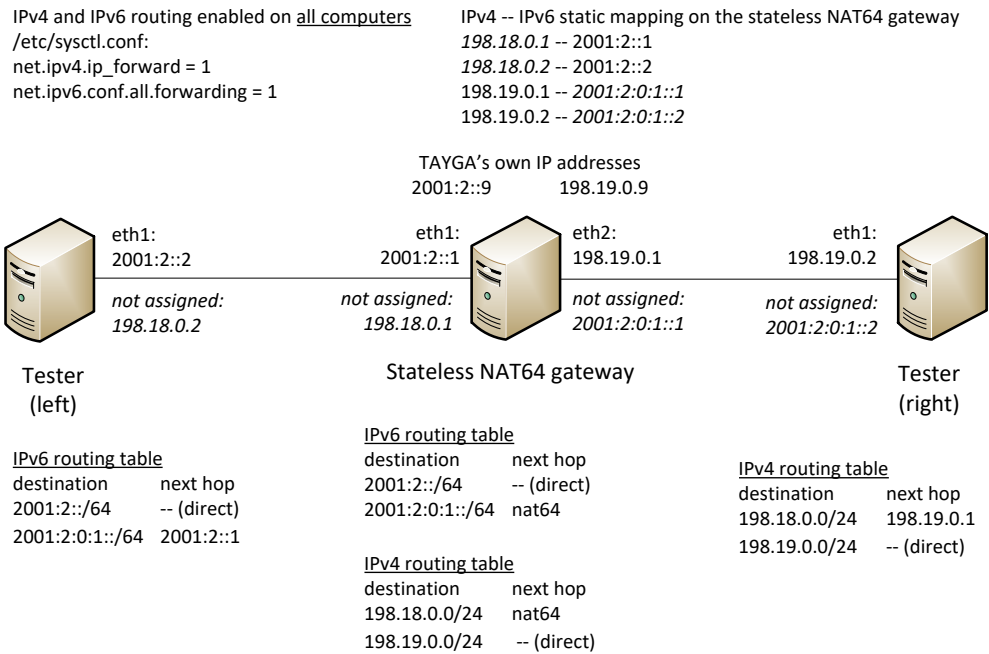 IPv4 and IPv6 routing enabled on all computers
/etc/sysctl.conf:
net.ipv4.ip_forward = 1
net.ipv6.conf.all.forwarding = 1
IPv4 -- IPv6 static mapping on the stateless NAT64 gateway
198.18.0.1 -- 2001:2::1
198.18.0.2 -- 2001:2::2
198.19.0.1 -- 2001:2:0:1::1
198.19.0.2 -- 2001:2:0:1::2
TAYGA's own IP addresses
2001:2::9 198.19.0.9
eth1:
2001:2::2
not assigned:
198.18.0.2
eth1:
2001:2::1
not assigned:
198.18.0.1
eth2:
198.19.0.1
not assigned:
2001:2:0:1::1
eth1:
198.19.0.2
not assigned:
2001:2:0:1::2
Tester
(left)
Stateless NAT64 gateway
Tester
(right)
IPv6 routing table
destination next hop
2001:2::/64 -- (direct)
2001:2:0:1::/64 2001:2::1
IPv6 routing table
destination next hop
2001:2::/64 -- (direct)
2001:2:0:1::/64 nat64
IPv4 routing table
destination next hop
198.18.0.0/24 nat64
198.19.0.0/24 -- (direct)
IPv4 routing table
destination next hop
198.18.0.0/24 198.19.0.1
198.19.0.0/24 -- (direct)